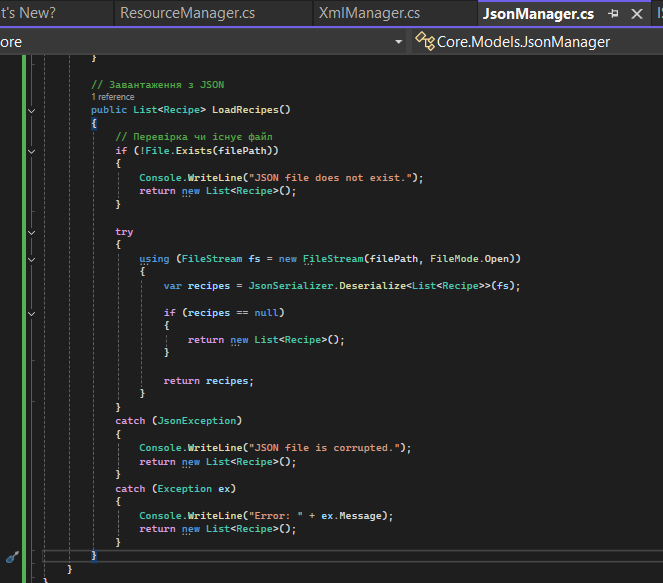 t's New?
ResourceManager.cs
XmlManager.cs
JsonManager.cs
ore
Core.Models.JsonManager
}
// Завантаження з JSON
1 reference
public List<Recipe> LoadRecipes()
{
// Перевірка чи існує файл
if (!File.Exists(filePath))
{
Console.WriteLine("JSON file does not exist.");
return new List<Recipe>();
}
try
{
using (FileStream fs = new FileStream(filePath, FileMode.Open))
{
var recipes = JsonSerializer.Deserialize<List<Recipe>>(fs);
if (recipes == null)
{
return new List<Recipe>();
}
return recipes;
}
}
catch (JsonException)
{
Console.WriteLine("JSON file is corrupted.");
return new List<Recipe>();
}
catch (Exception ex)
{
Console.WriteLine("Error: " + ex.Message);
return new List<Recipe>();
}
}
}